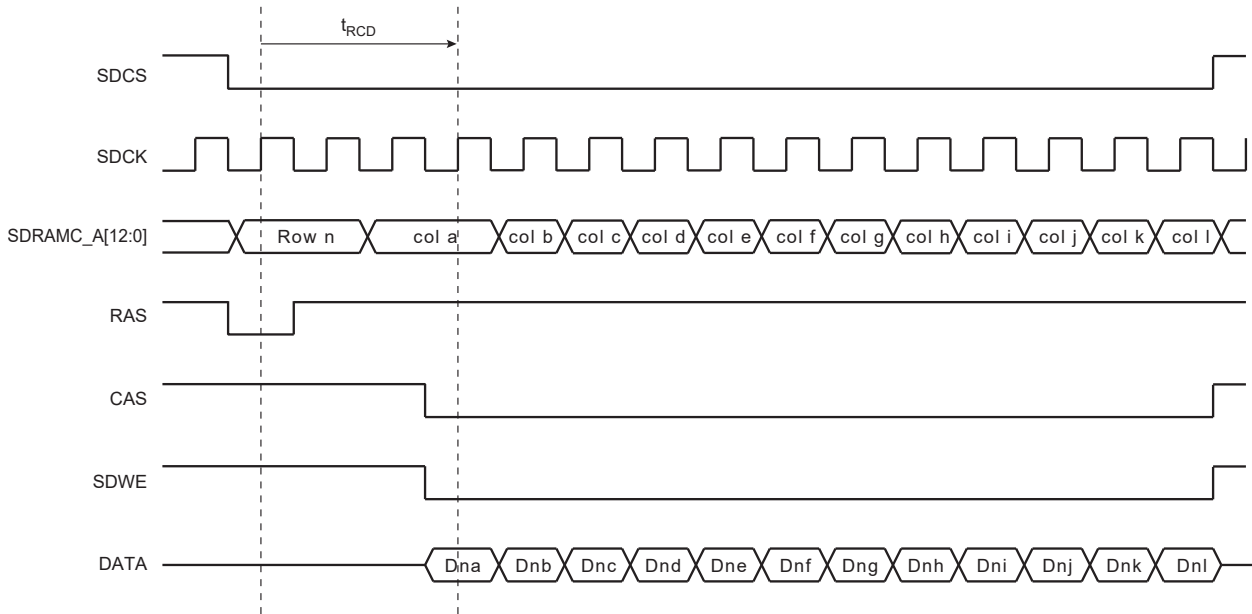 tRCD
SDCS
SDCK
SDRAMC_A[12:0] Row n col a col b col c col d col e col f col g col h col i col j col k col l
RAS
CAS
SDWE
DATA Dna Dnb Dnc Dnd Dne Dnf Dng Dnh Dni Dnj Dnk Dnl